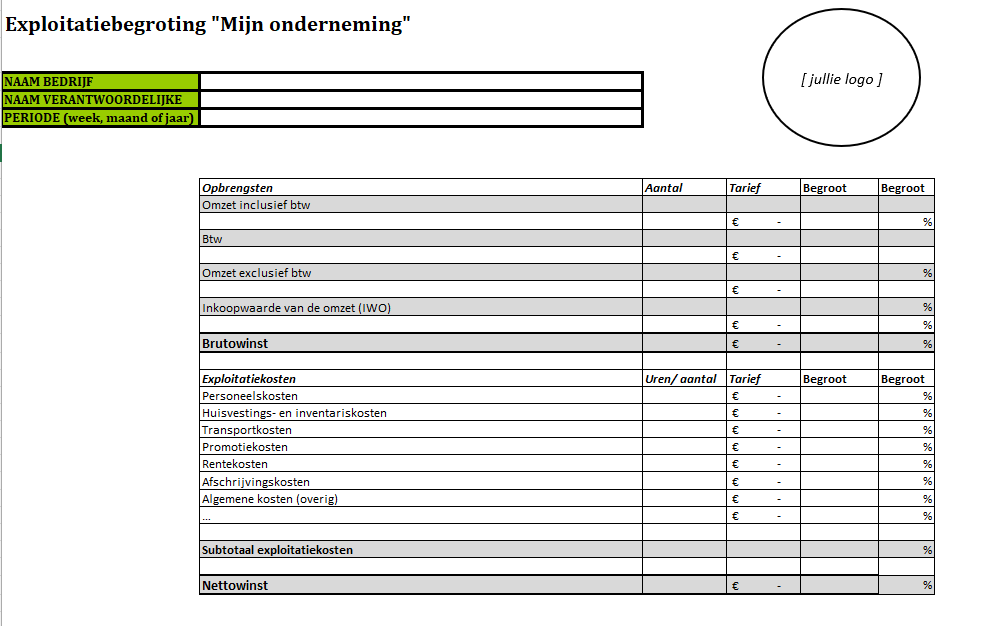 Exploitatiebegroting "Mijn onderneming"
[ jullie logo ]
NAAM BEDRIJF
NAAM VERANTWOORDELIJKE
PERIODE (week, maand of jaar)
Opbrengsten Aantal Tarief Begroot Begroot
Omzet inclusief btw
€ - %
Btw
€ -
Omzet exclusief btw %
€ -
Inkoopwaarde van de omzet (IWO) %
€ - %
Brutowinst € - %
Exploitatiekosten Uren/ aantal Tarief Begroot Begroot
Personeelskosten € - %
Huisvestings- en inventariskosten € - %
Transportkosten € - %
Promotiekosten € - %
Rentekosten € - %
Afschrijvingskosten € - %
Algemene kosten (overig) € - %
... € - %
Subtotaal exploitatiekosten %
Nettowinst € - %